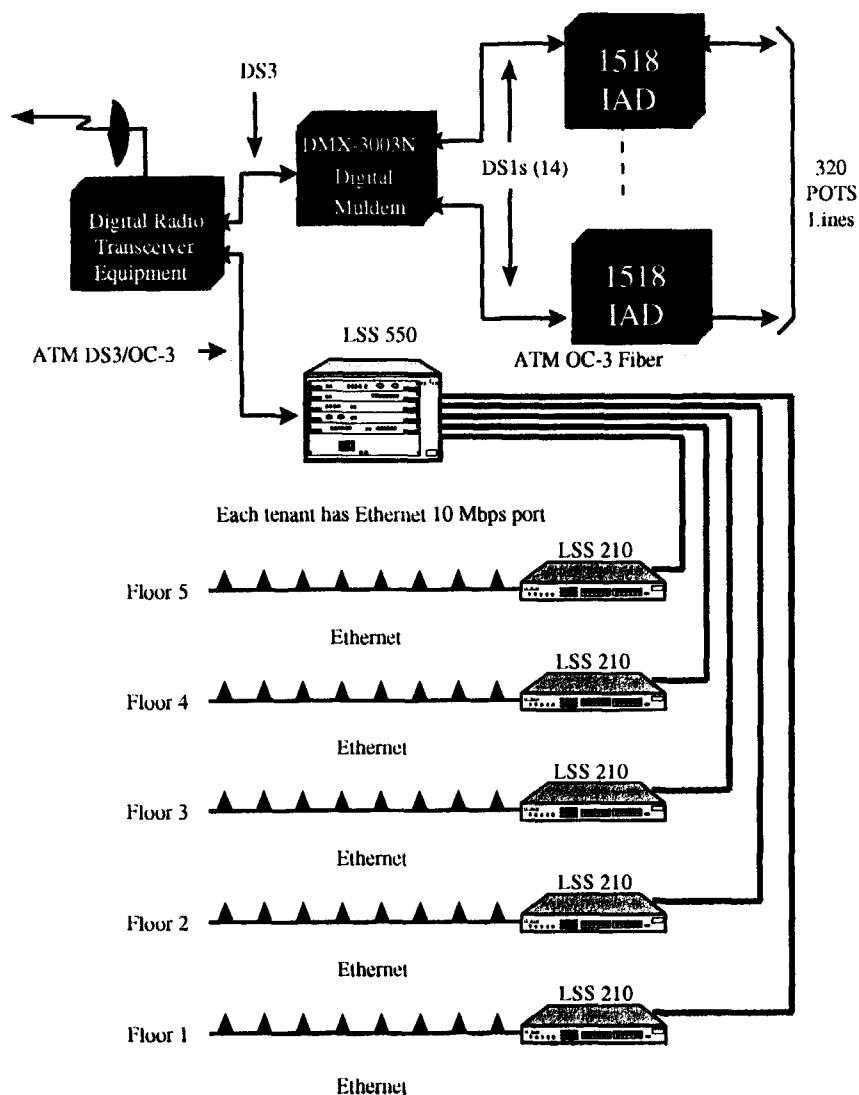 DS3
1518
IAD
DMX-3003N
Digital
Muldem
DS1s (14)
320
POTS
Lines
Digital Radio
Transceiver
Equipment
1518
IAD
LSS 550
ATM DS3/OC-3
ATM OC-3 Fiber
Each tenant has Ethernet 10 Mbps port
LSS 210
Floor 5
Ethernet
LSS 210
Floor 4
Ethernet
LSS 210
Floor 3
Ethernet
LSS 210
Floor 2
Ethernet
LSS 210
Floor 1
Ethernet